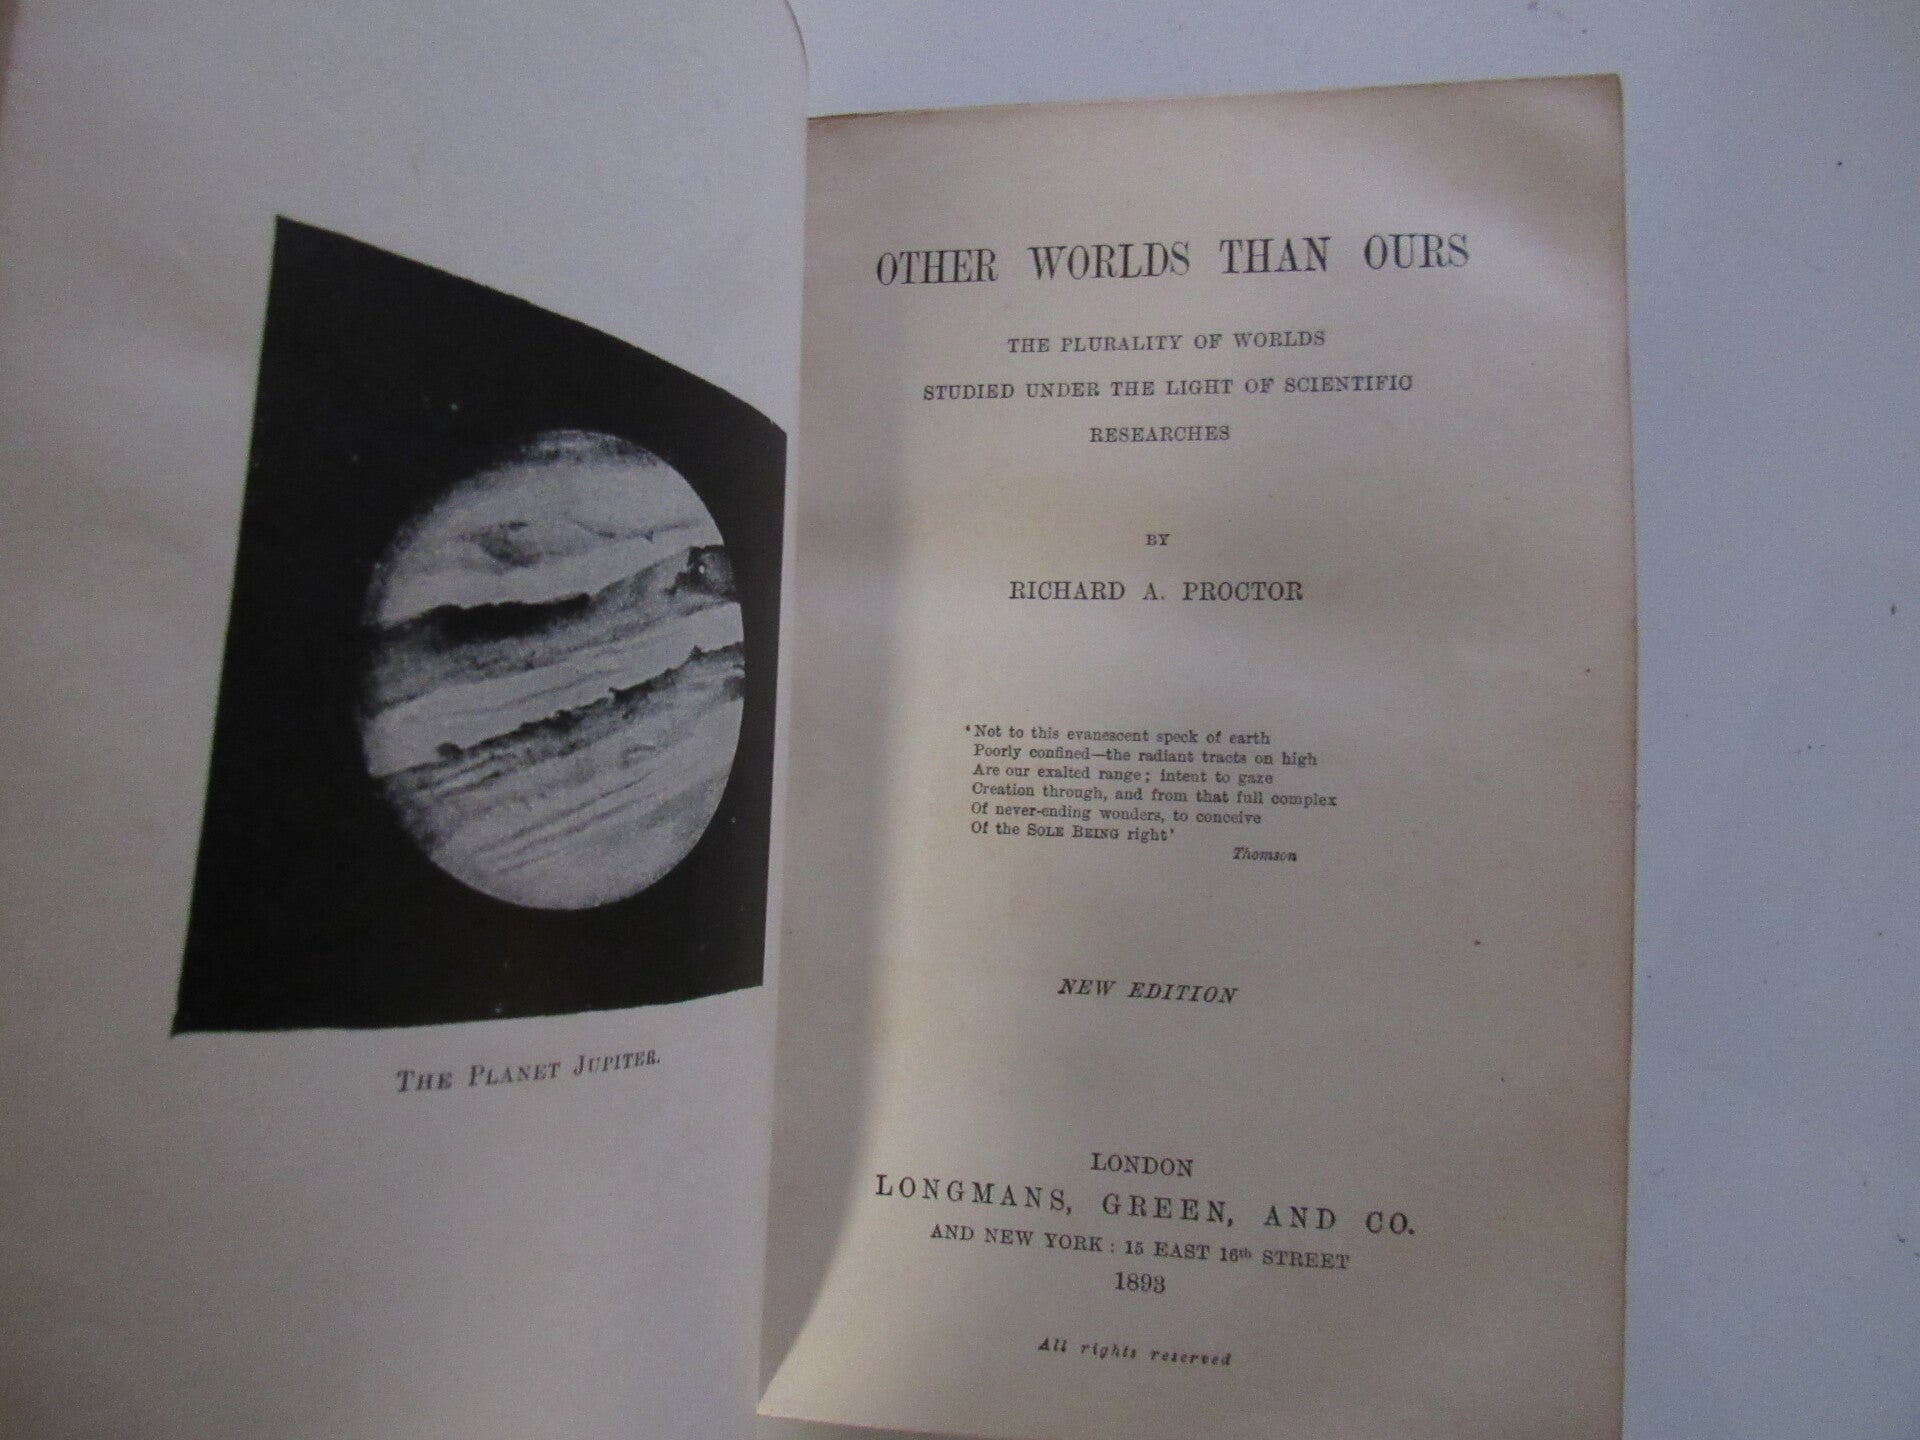 THE PLANET JUPITER.
OTHER WORLDS THAN OURS
THE PLURALITY OF WORLDS
STUDIED UNDER THE LIGHT OF SCIENTIFIC
RESEARCHES
BY
RICHARD A. PROCTOR
'Not to this evanescent speck of earth
Poorly confined—the radiant tracts on high
Are our exalted range; intent to gaze
Creation through, and from that full complex
Of never-ending wonders, to conceive
Of the SOLE BEING right'
Thomson
NEW EDITION
LONDON
LONGMANS, GREEN, AND CO.
AND NEW YORK : 15 EAST 16th STREET
1893
All rights reserved